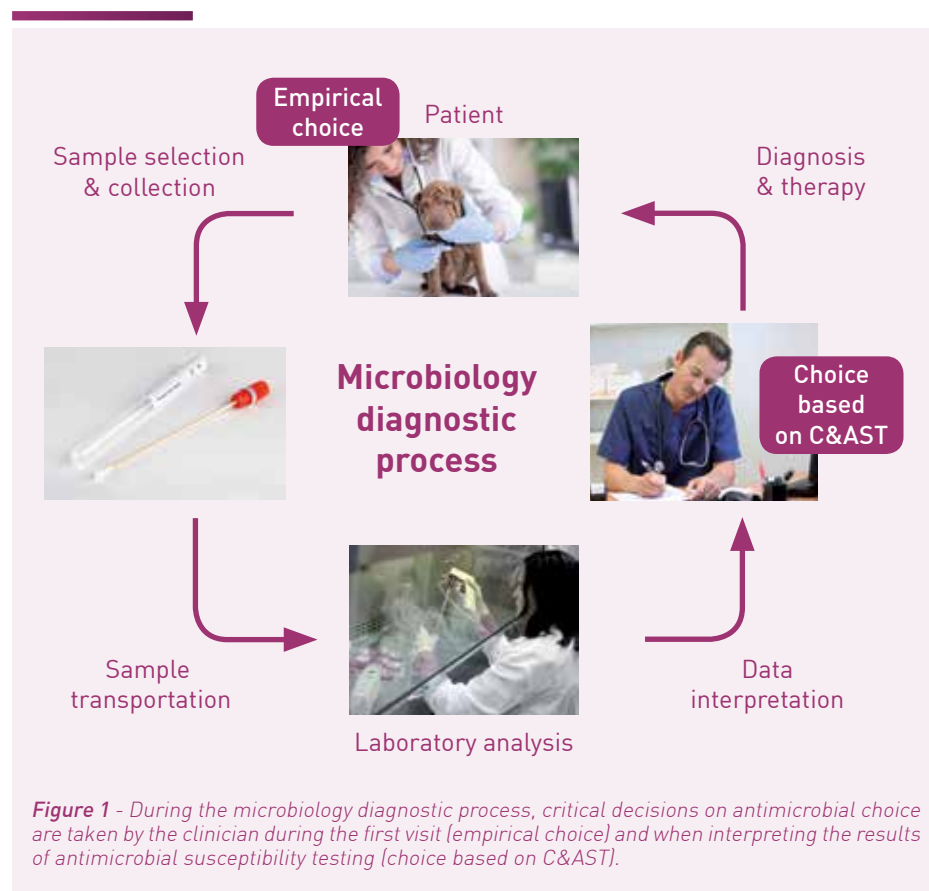 Empirical
choice
Patient
Sample selection
& collection
Diagnosis
& therapy
Microbiology
diagnostic
process
Choice
based
on C&AST
Sample
transportation
Data
interpretation
Laboratory analysis
Figure 1 - During the microbiology diagnostic process, critical decisions on antimicrobial choice
are taken by the clinician during the first visit (empirical choice) and when interpreting the results
of antimicrobial susceptibility testing (choice based on C&AST).